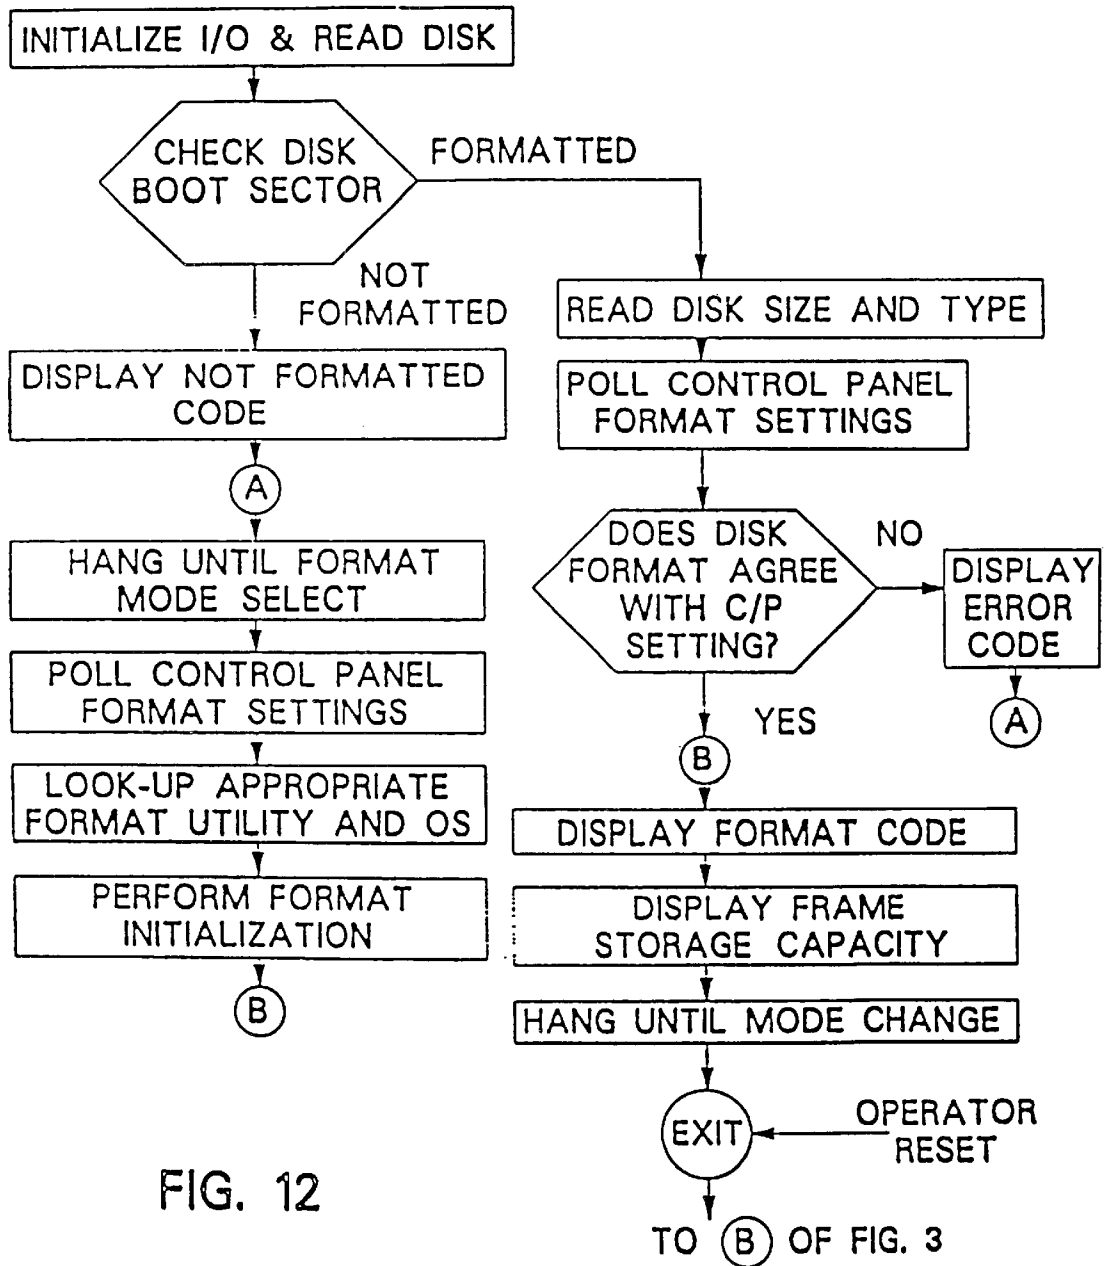 INITIALIZE I/O & READ DISK
CHECK DISK
BOOT SECTOR
FORMATTED
NOT
FORMATTED
DISPLAY NOT FORMATTED
CODE
A
HANG UNTIL FORMAT
MODE SELECT
POLL CONTROL PANEL
FORMAT SETTINGS
LOOK-UP APPROPRIATE
FORMAT UTILITY AND OS
PERFORM FORMAT
INITIALIZATION
B
READ DISK SIZE AND TYPE
POLL CONTROL PANEL
FORMAT SETTINGS
DOES DISK
FORMAT AGREE
WITH C/P
SETTING?
NO
DISPLAY
ERROR
CODE
A
YES
B
DISPLAY FORMAT CODE
DISPLAY FRAME
STORAGE CAPACITY
HANG UNTIL MODE CHANGE
EXIT
OPERATOR
RESET
TO B OF FIG. 3
FIG. 12